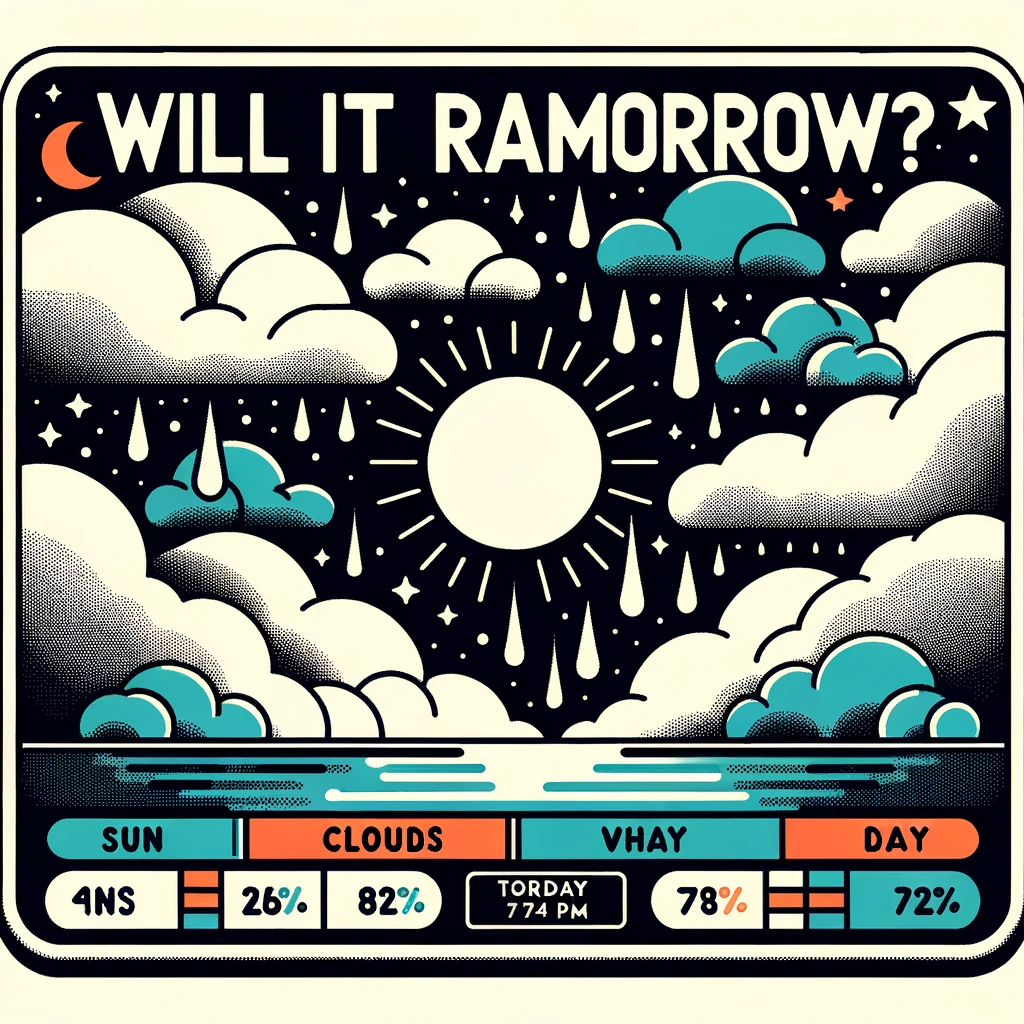 WILL IT RAMORROW?
SUN CLOUDS VHAY DAY
4NS 26% 82% TORDAY 78% 72%
774 PM